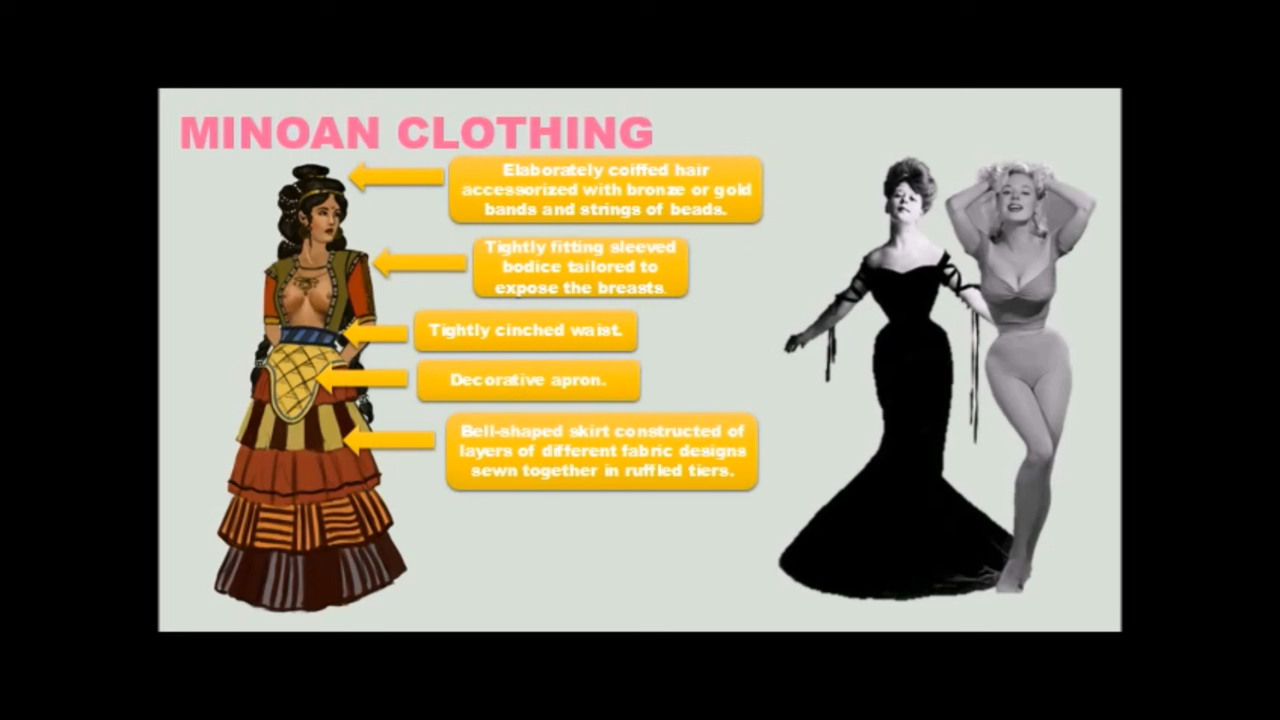 MINOAN CLOTHING
Elaborately coiffed hair
accessorized with bronze or gold
bands and strings of beads.
Tightly fitting sleeved
bodice tailored to
expose the breasts.
Tightly cinched waist.
Decorative apron.
Bell-shaped skirt constructed of
layers of different fabric designs
sewn together in ruffled tiers.